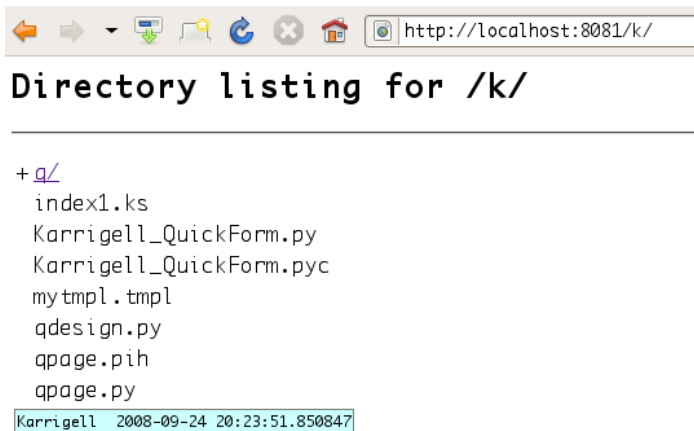 http://localhost:8081/k/
Directory listing for /k/
+ q/
index1.ks
Karrigell_QuickForm.py
Karrigell_QuickForm.pyc
mytmpl.tmpl
qdesign.py
qpage.pih
qpage.py
Karrigell 2008-09-24 20:23:51.850847